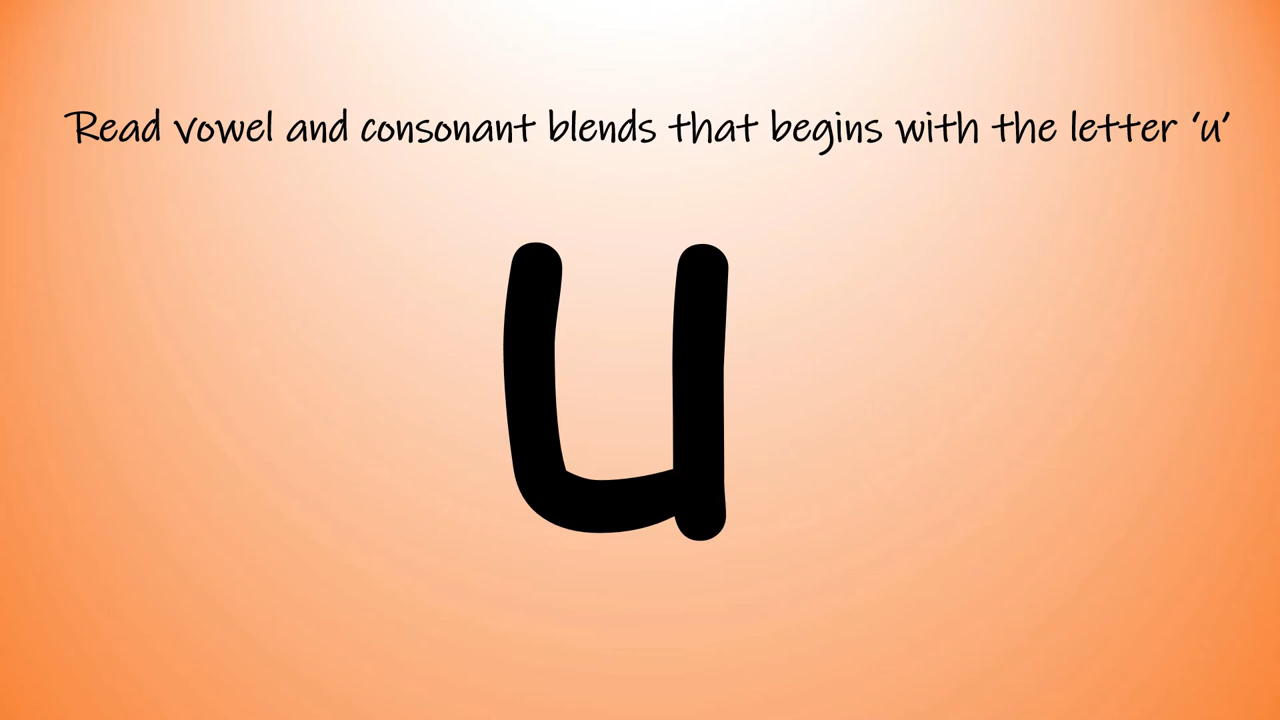 Read vowel and consonant blends that begins with the letter ‘u’
u